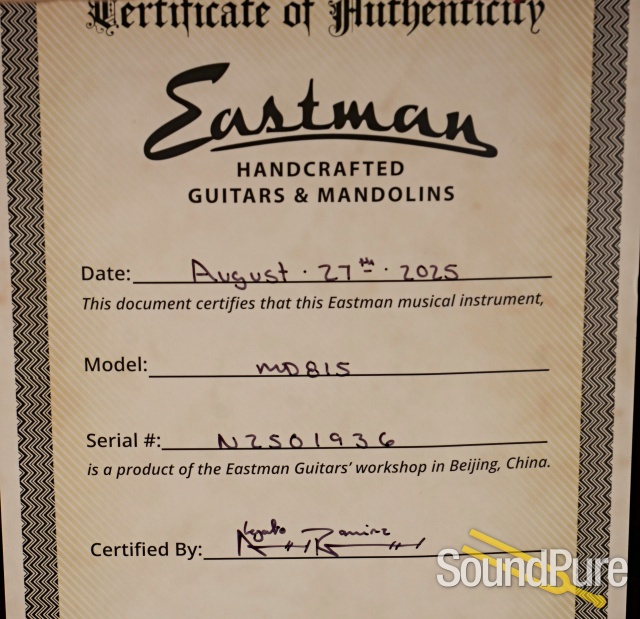 Certificate of Authenticity
Eastman
HANDCRAFTED
GUITARS & MANDOLINS
Date: August · 27th · 2025
This document certifies that this Eastman musical instrument,
Model: MD815
Serial #: N2501936
is a product of the Eastman Guitars' workshop in Beijing, China.
Certified By: Ramirez
SoundPure